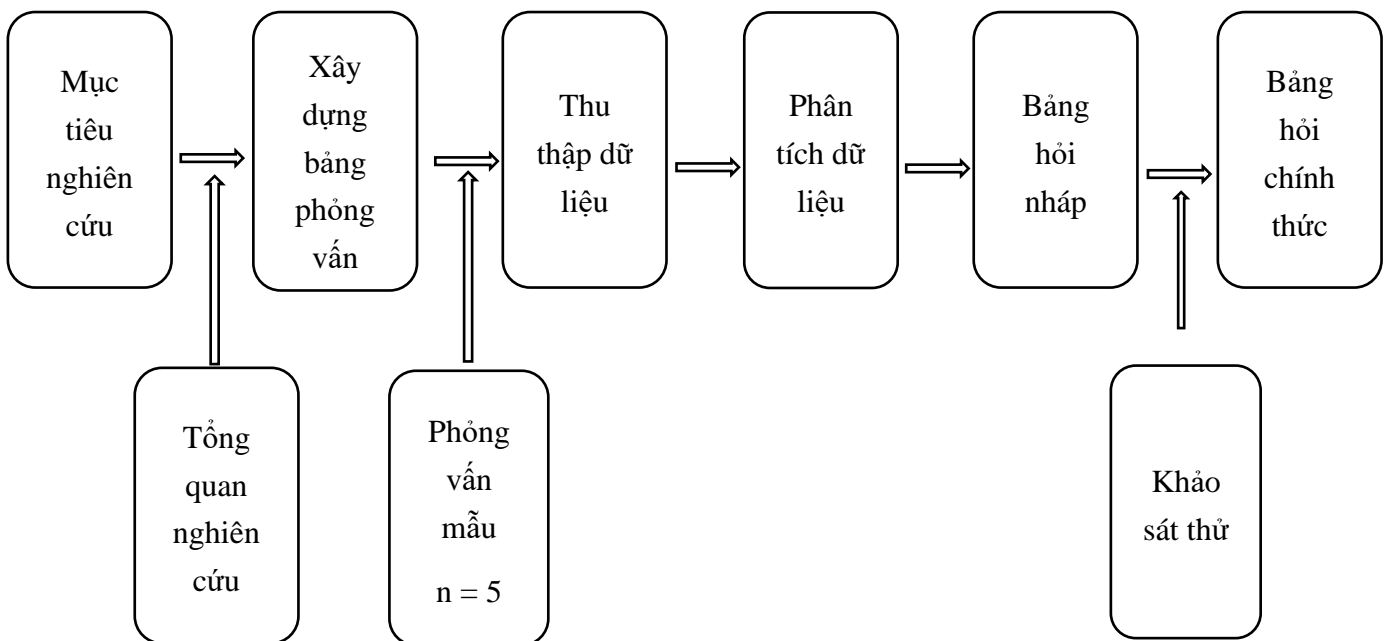 Mục
tiêu
nghiên
cứu
Xây
dựng
bảng
phỏng
vấn
Thu
thập dữ
liệu
Phân
tích dữ
liệu
Bảng
hỏi
nháp
Bảng
hỏi
chính
thức
Tổng
quan
nghiên
cứu
Phỏng
vấn
mẫu
n = 5
Khảo
sát thử